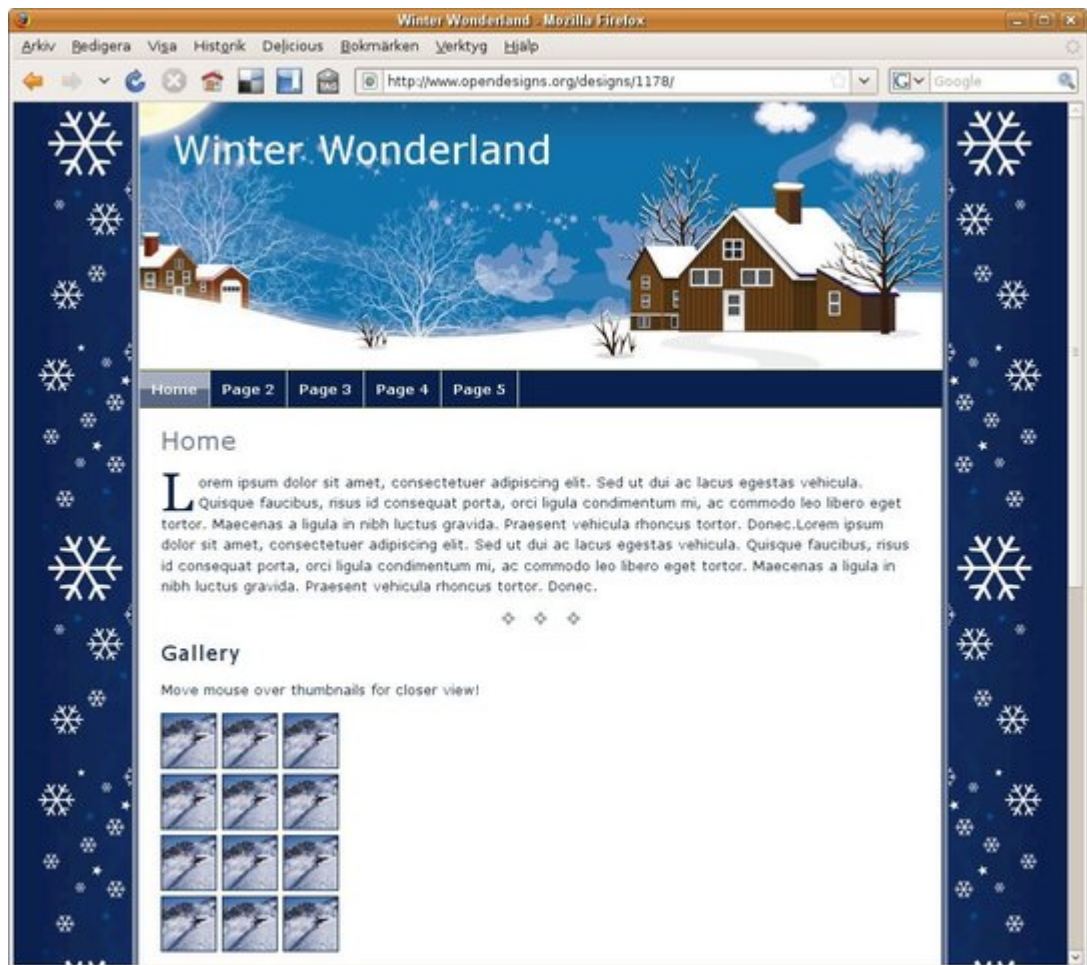 Winter Wonderland - Mozilla Firefox
Arkiv Redigera Visa Historik Delicious Bokmärken Verktyg Hjälp
http://www.opendesigns.org/designs/1178/
Google
Winter Wonderland
Home Page 2 Page 3 Page 4 Page 5
Home
Lorem ipsum dolor sit amet, consectetuer adipiscing elit. Sed ut dui ac lacus egestas vehicula.
Quisque faucibus, risus id consequat porta, orci ligula condimentum mi, ac commodo leo libero eget
tortor. Maecenas a ligula in nibh luctus gravida. Praesent vehicula rhoncus tortor. Donec.Lorem ipsum
dolor sit amet, consectetuer adipiscing elit. Sed ut dui ac lacus egestas vehicula. Quisque faucibus, risus
id consequat porta, orci ligula condimentum mi, ac commodo leo libero eget tortor. Maecenas a ligula in
nibh luctus gravida. Praesent vehicula rhoncus tortor. Donec.
Gallery
Move mouse over thumbnails for closer view!